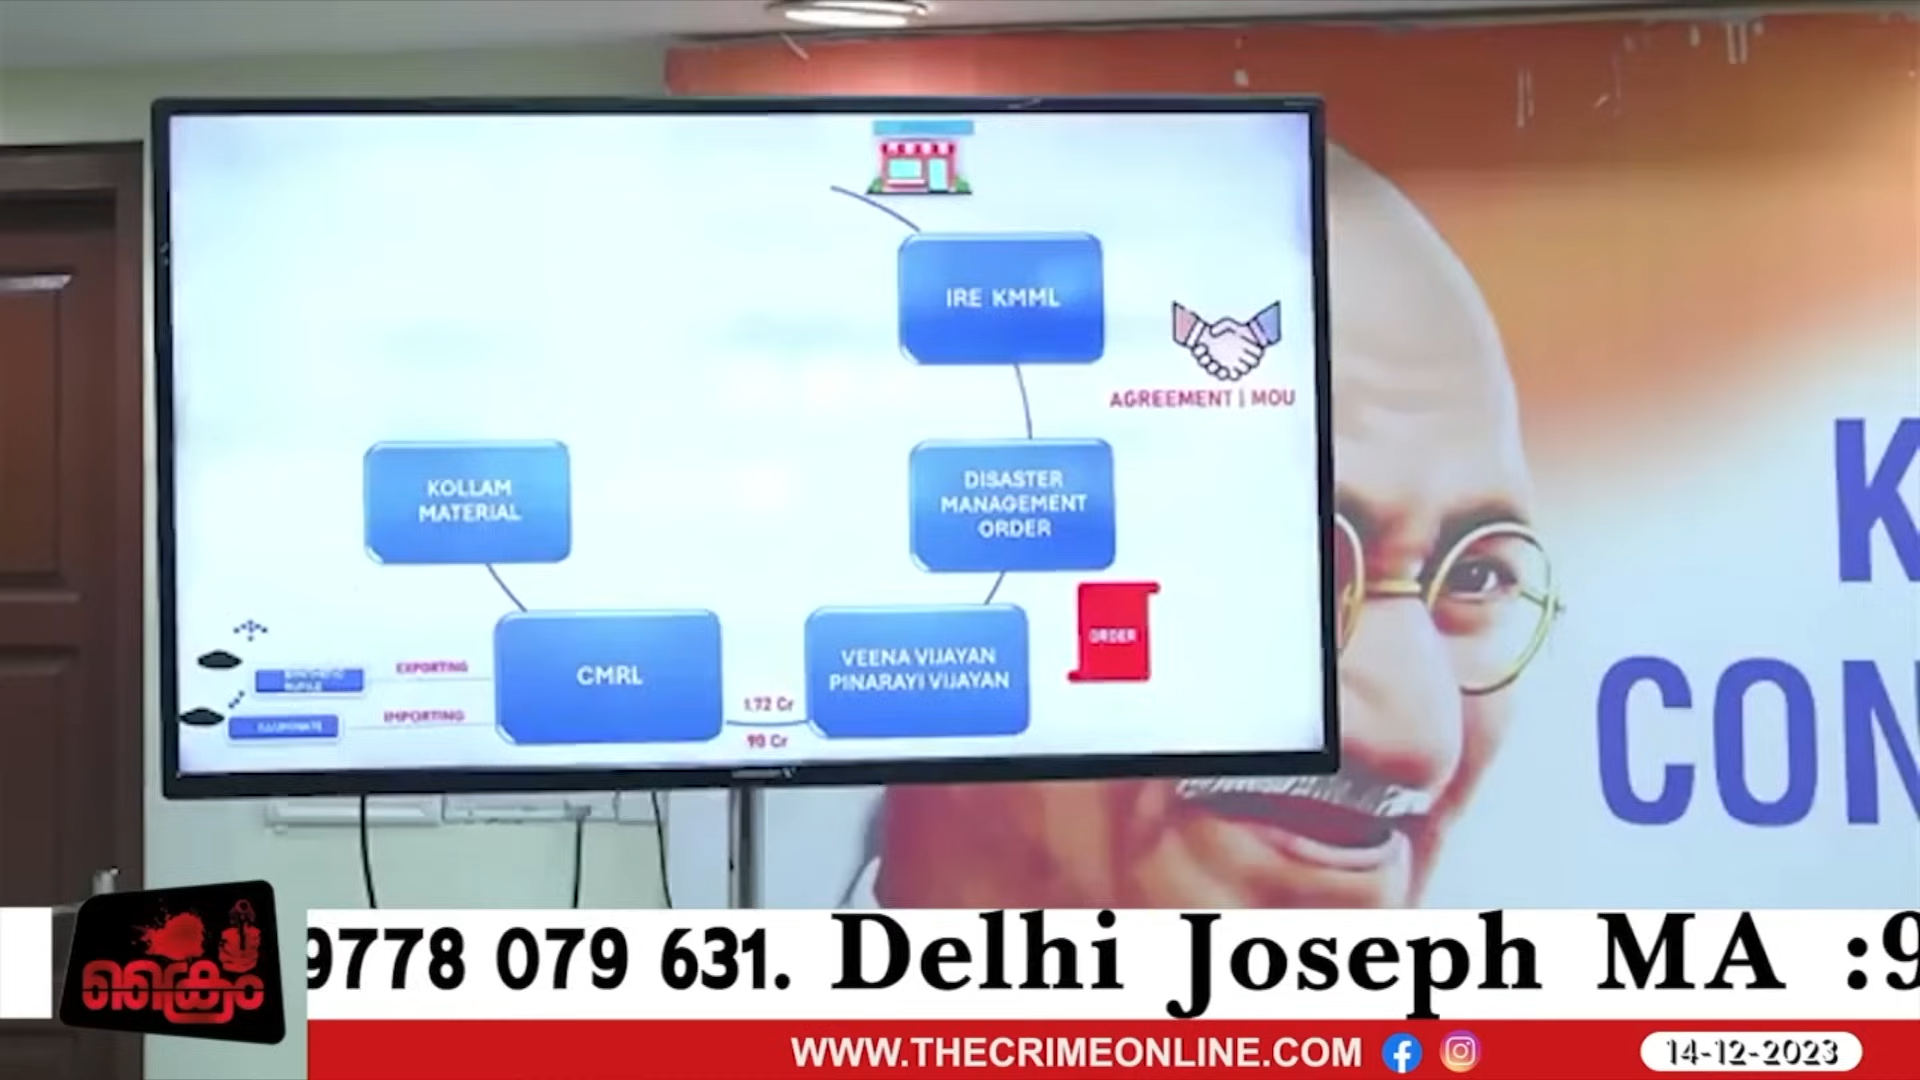 IRE KMML
AGREEMENT | MOU
KOLLAM
MATERIAL
DISASTER
MANAGEMENT
ORDER
ORDER
EXPORTING
IMPORTING
CMRL
1.72 Cr
90 Cr
VEENA VIJAYAN
PINARAYI VIJAYAN
K
CON
ക്രൈം
9778 079 631. Delhi Joseph MA :9
WWW.THECRIMEONLINE.COM
14-12-2023